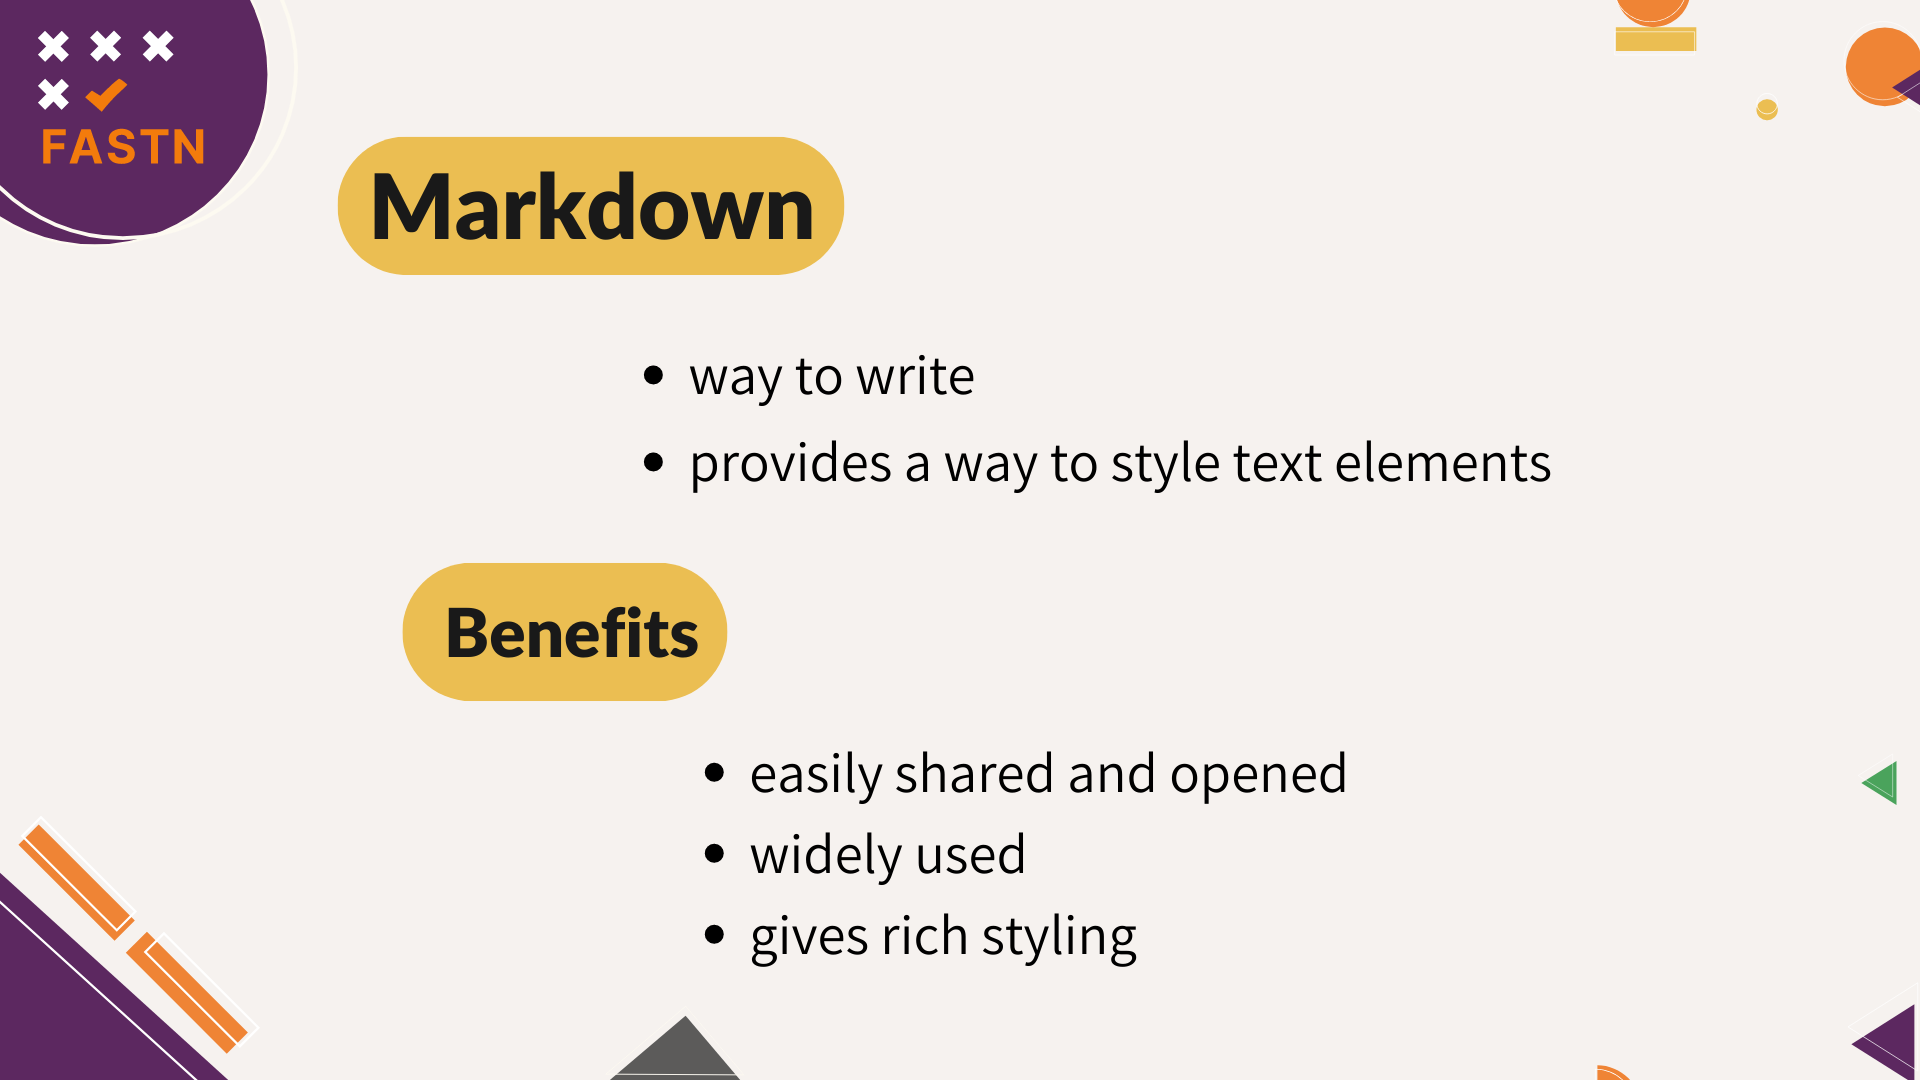 FASTN
Markdown
• way to write
• provides a way to style text elements
Benefits
• easily shared and opened
• widely used
• gives rich styling